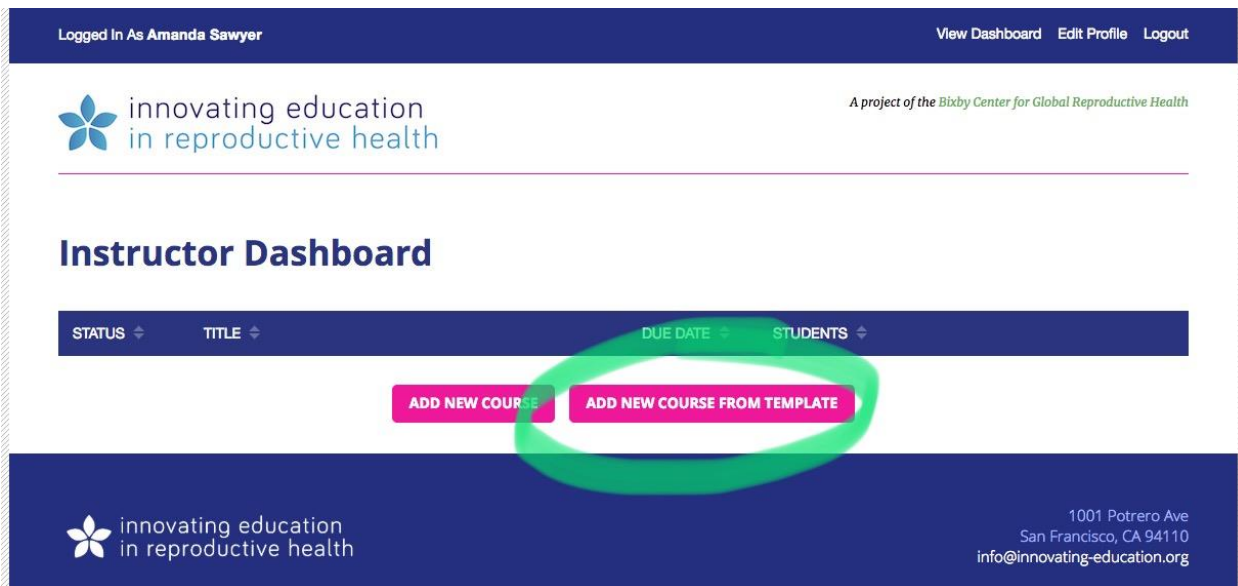 Logged In As Amanda Sawyer
View Dashboard Edit Profile Logout
innovating education
in reproductive health
A project of the Bixby Center for Global Reproductive Health
Instructor Dashboard
STATUS TITLE DUE DATE STUDENTS
ADD NEW COURSE ADD NEW COURSE FROM TEMPLATE
innovating education
in reproductive health
1001 Potrero Ave
San Francisco, CA 94110
info@innovating-education.org